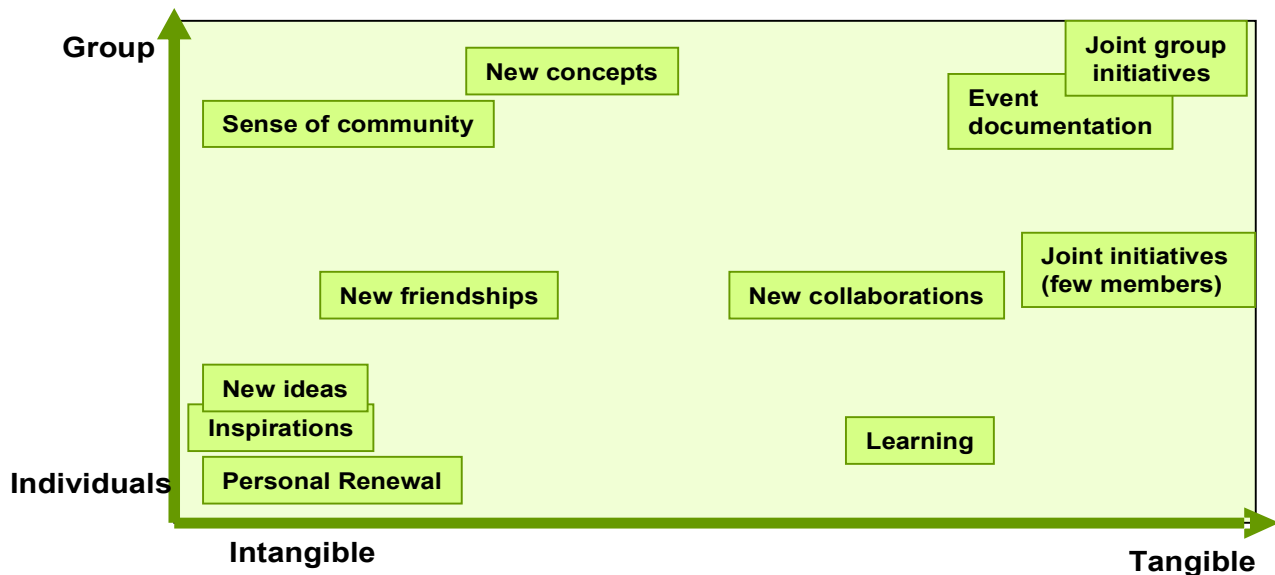 Group
Joint group
initiatives
New concepts
Event
documentation
Sense of community
Joint initiatives
(few members)
New friendships
New collaborations
New ideas
Inspirations
Learning
Personal Renewal
Individuals
Intangible
Tangible